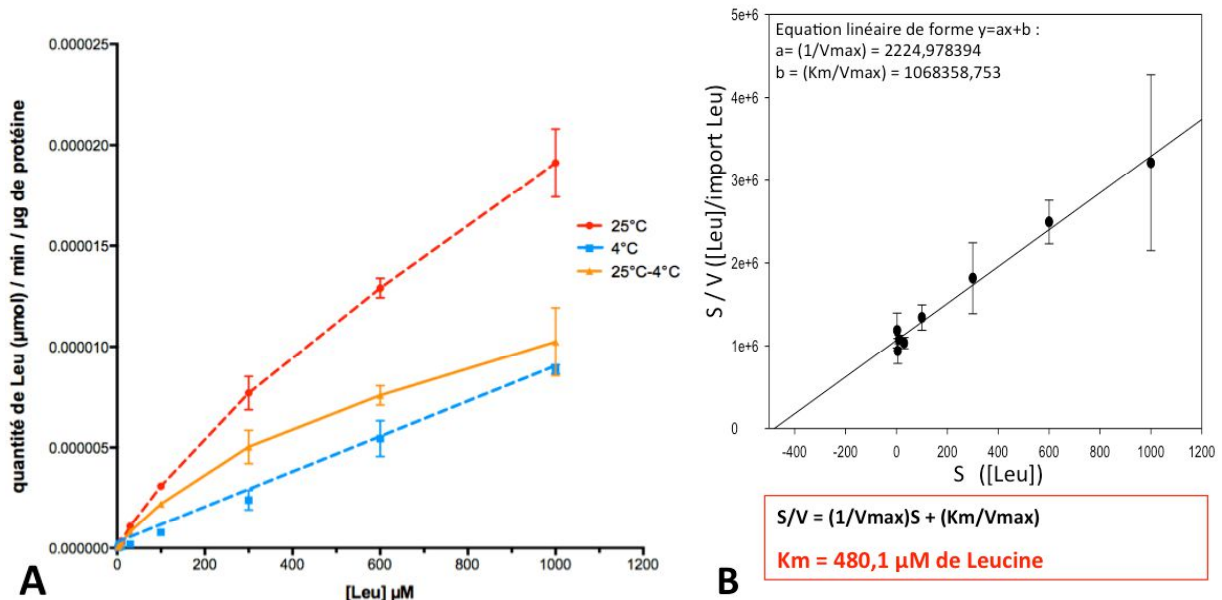 quantité de Leu (µmol) / min / µg de protéine
0.000025
0.000020
0.000015
0.000010
0.000005
0.000000
0
200
400
600
800
1000
1200
[Leu] µM
25°C
4°C
25°C-4°C
A
S / V ([Leu]/import Leu)
5e+6
4e+6
3e+6
2e+6
1e+6
0
Equation linéaire de forme y=ax+b :
a= (1/Vmax) = 2224,978394
b = (Km/Vmax) = 1068358,753
-400
-200
0
200
400
600
800
1000
1200
S ([Leu])
S/V = (1/Vmax)S + (Km/Vmax)
Km = 480,1 µM de Leucine
B